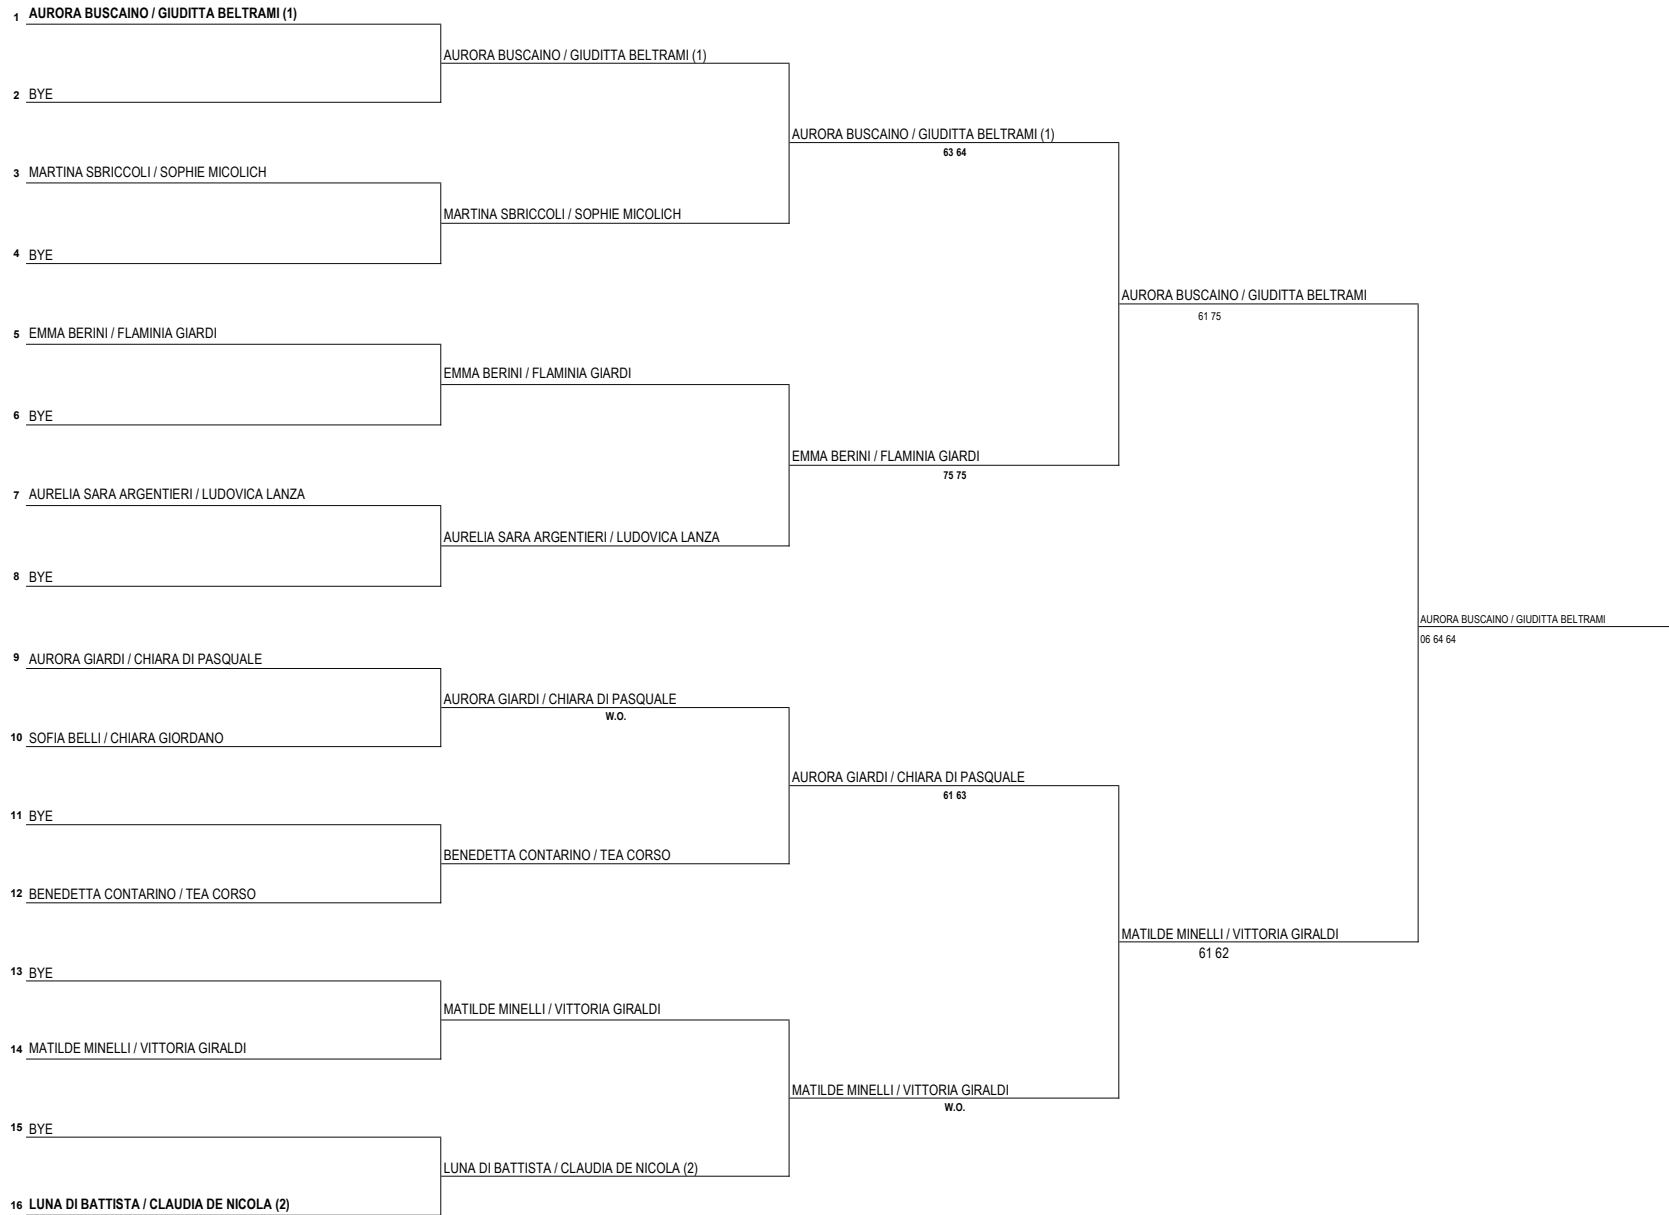 1 AURORA BUSCAINO / GIUDITTA BELTRAMI (1)
AURORA BUSCAINO / GIUDITTA BELTRAMI (1)
2 BYE
AURORA BUSCAINO / GIUDITTA BELTRAMI (1)
63 64
3 MARTINA SBRICCOLI / SOPHIE MICOLICH
MARTINA SBRICCOLI / SOPHIE MICOLICH
4 BYE
AURORA BUSCAINO / GIUDITTA BELTRAMI
61 75
5 EMMA BERINI / FLAMINIA GIARDI
EMMA BERINI / FLAMINIA GIARDI
6 BYE
EMMA BERINI / FLAMINIA GIARDI
75 75
7 AURELIA SARA ARGENTIERI / LUDOVICA LANZA
AURELIA SARA ARGENTIERI / LUDOVICA LANZA
8 BYE
AURORA BUSCAINO / GIUDITTA BELTRAMI
06 64 64
9 AURORA GIARDI / CHIARA DI PASQUALE
AURORA GIARDI / CHIARA DI PASQUALE
W.O.
10 SOFIA BELLI / CHIARA GIORDANO
AURORA GIARDI / CHIARA DI PASQUALE
61 63
11 BYE
BENEDETTA CONTARINO / TEA CORSO
12 BENEDETTA CONTARINO / TEA CORSO
MATILDE MINELLI / VITTORIA GIRALDI
61 62
13 BYE
MATILDE MINELLI / VITTORIA GIRALDI
14 MATILDE MINELLI / VITTORIA GIRALDI
MATILDE MINELLI / VITTORIA GIRALDI
W.O.
15 BYE
LUNA DI BATTISTA / CLAUDIA DE NICOLA (2)
16 LUNA DI BATTISTA / CLAUDIA DE NICOLA (2)